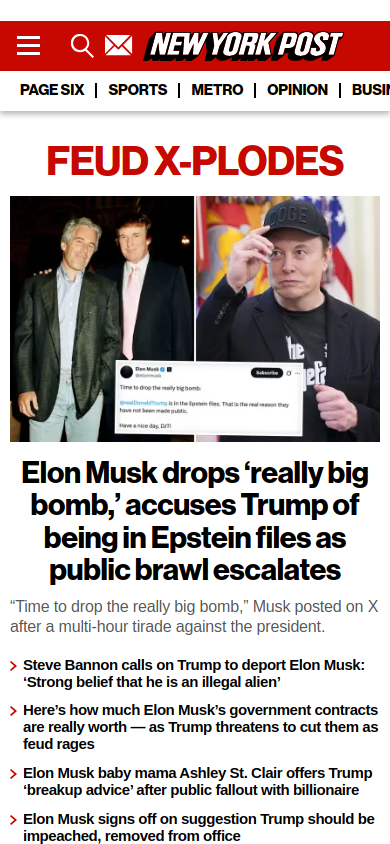 NEW YORK POST
PAGE SIX | SPORTS | METRO | OPINION | BUSIN
FEUD X-PLODES
DOGE
Elon Musk
@elonmusk
Subscribe
Time to drop the really big bomb:
@realDonaldTrump is in the Epstein files. That is the real reason they
have not been made public.
Have a nice day, DJT!
Elon Musk drops ‘really big
bomb,’ accuses Trump of
being in Epstein files as
public brawl escalates
“Time to drop the really big bomb,” Musk posted on X
after a multi-hour tirade against the president.
Steve Bannon calls on Trump to deport Elon Musk:
‘Strong belief that he is an illegal alien’
Here’s how much Elon Musk’s government contracts
are really worth — as Trump threatens to cut them as
feud rages
Elon Musk baby mama Ashley St. Clair offers Trump
‘breakup advice’ after public fallout with billionaire
Elon Musk signs off on suggestion Trump should be
impeached, removed from office